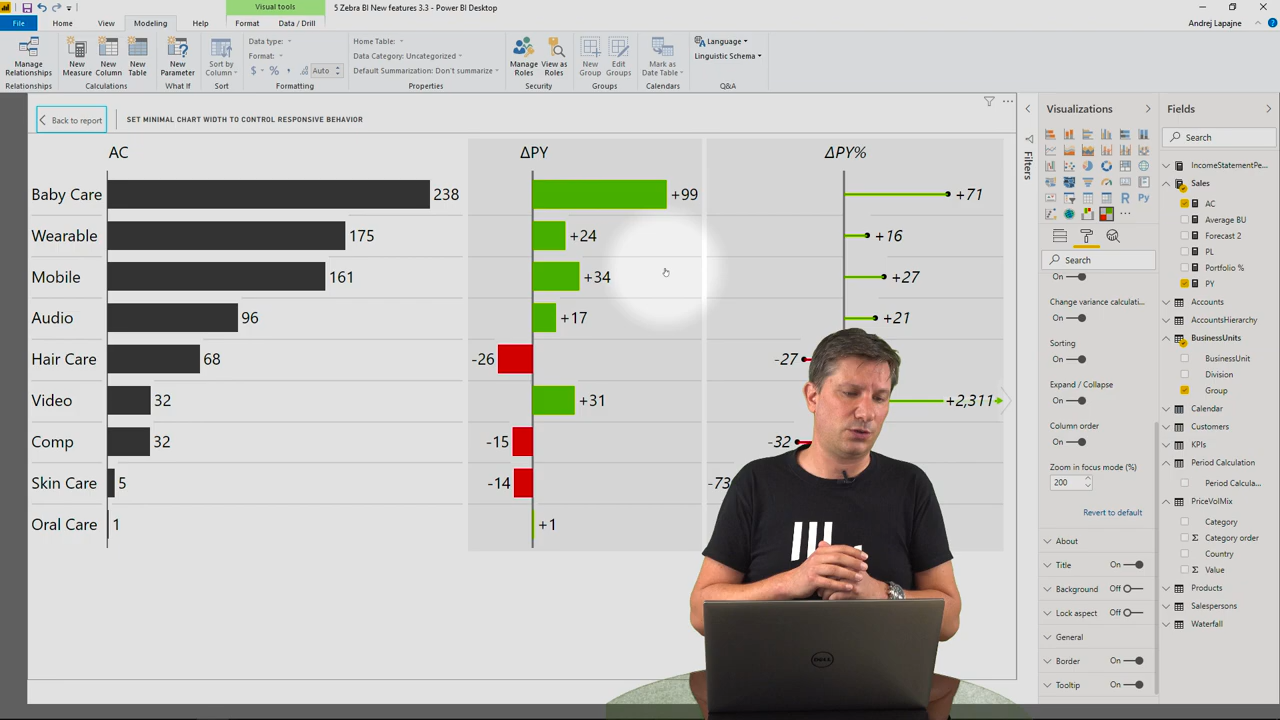 Visual tools
5 Zebra BI New features 3.3 - Power BI Desktop
Andrej Lapajne
File
Home
View
Modeling
Help
Format
Data / Drill
Manage
Relationships
New
Measure
New
Column
New
Table
New
Parameter
Sort by
Column
Data type:
Format:
$
%
Auto
Home Table:
Data Category: Uncategorized
Default Summarization: Don't summarize
Manage
Roles
View as
Roles
New
Group
Edit
Groups
Mark as
Date Table
Language
Linguistic Schema
Relationships
Calculations
What If
Sort
Formatting
Properties
Security
Groups
Calendars
Q&A
Back to report
SET MINIMAL CHART WIDTH TO CONTROL RESPONSIVE BEHAVIOR
AC
ΔPY
ΔPY%
Baby Care 238 +99 +71
Wearable 175 +24 +16
Mobile 161 +34 +27
Audio 96 +17 +21
Hair Care 68 -26 -27
Video 32 +31 +2,311
Comp 32 -15 -32
Skin Care 5 -14 -73
Oral Care 1 +1
Filters
Visualizations
R
Py
Search
On
Change variance calculati...
On
Sorting
On
Expand / Collapse
On
Column order
On
Zoom in focus mode (%)
200
Revert to default
About
Title On
Background Off
Lock aspect Off
General
Border On
Tooltip On
Fields
Search
IncomeStatementPe...
Sales
AC
Average BU
Forecast 2
PL
Portfolio %
PY
Accounts
AccountsHierarchy
BusinessUnits
BusinessUnit
Division
Group
Calendar
Customers
KPIs
Period Calculation
Period Calcula...
PriceVolMix
Category
Σ Category order
Country
Σ Value
Products
Salespersons
Waterfall
DELL